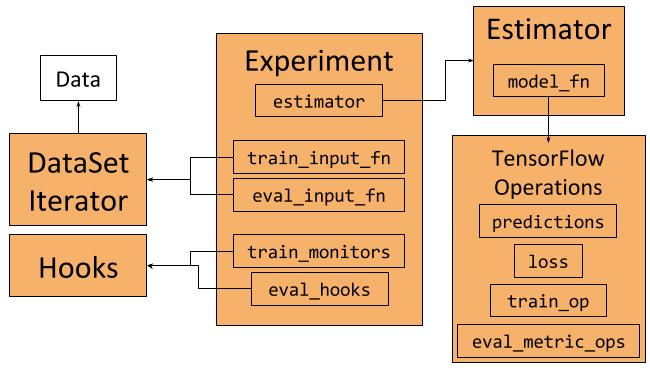 Data
DataSet
Iterator
Hooks
Experiment
estimator
train_input_fn
eval_input_fn
train_monitors
eval_hooks
Estimator
model_fn
TensorFlow
Operations
predictions
loss
train_op
eval_metric_ops